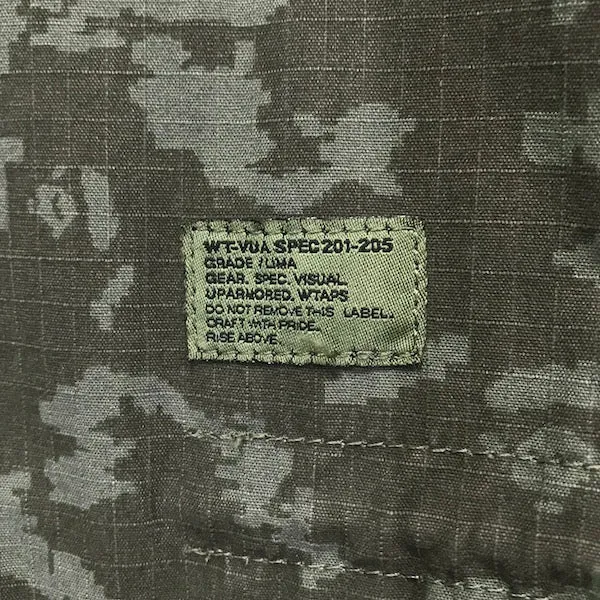 WT-VUA SPEC201-205
GRADE / LIMA
GEAR. SPEC. VISUAL.
UPARMORED. WTAPS
DO NOT REMOVE THIS LABEL.
CRAFT WITH PRIDE.
RISE ABOVE.